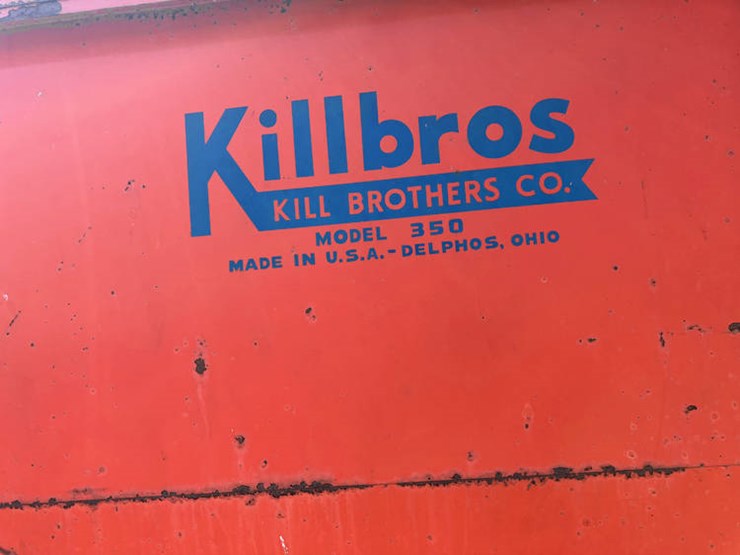 Killbros
KILL BROTHERS CO.
MODEL 350
MADE IN U.S.A.-DELPHOS, OHIO